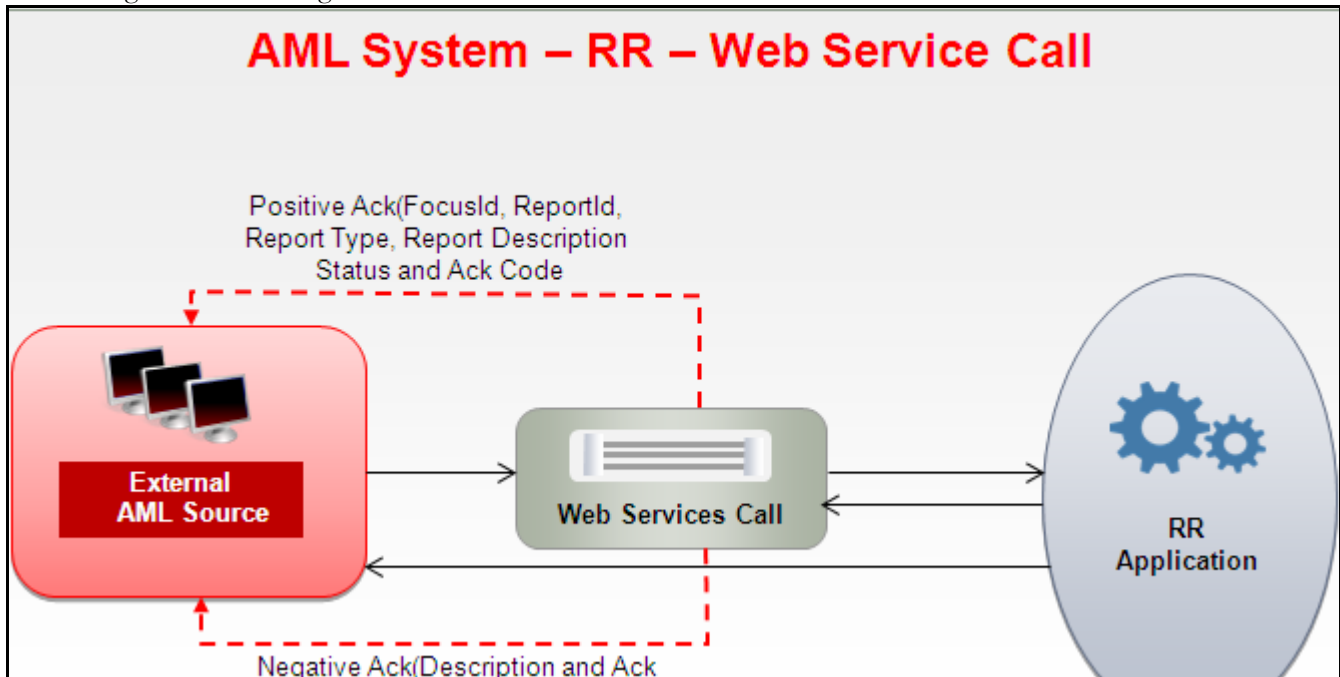 AML System – RR – Web Service Call
Positive Ack(FocusId, ReportId,
Report Type, Report Description
Status and Ack Code
External
AML Source
Web Services Call
RR
Application
Negative Ack(Description and Ack